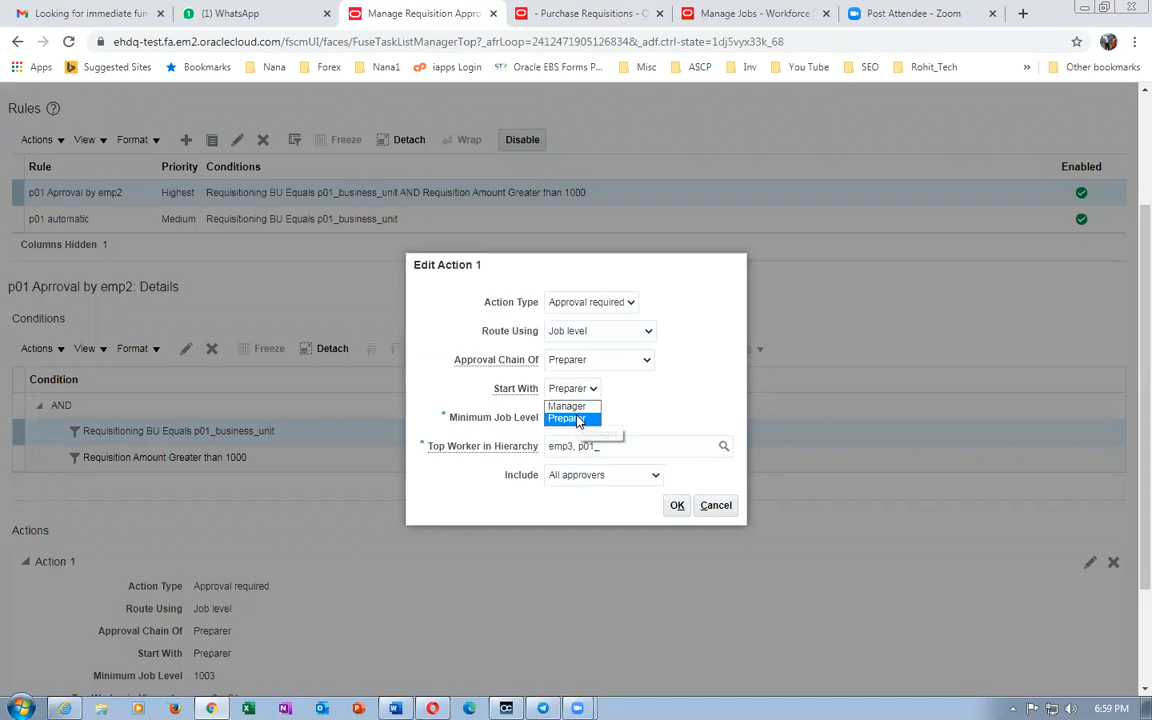 Looking for immediate fun
(1) WhatsApp
Manage Requisition Appro
- Purchase Requisitions - O
Manage Jobs - Workforce
Post Attendee - Zoom
ehdq-test.fa.em2.oraclecloud.com/fscmUI/faces/FuseTaskListManagerTop?_afrLoop=24124719051268​34&_adf.ctrl-state=1dj5vyx33k_68
Apps Suggested Sites Bookmarks Nana Forex Nana1 iapps Login Oracle EBS Forms P... Misc ASCP Inv You Tube SEO Rohit_Tech » Other bookmarks
Rules
Actions View Format Freeze Detach Wrap Disable
Rule Priority Conditions Enabled
p01 Aprroval by emp2 Highest Requisitioning BU Equals p01_business_unit AND Requisition Amount Greater than 1000
p01 automatic Medium Requisitioning BU Equals p01_business_unit
Columns Hidden 1
p01 Aprroval by emp2: Details
Conditions
Actions View Format Freeze Detach
Condition
AND
Requisitioning BU Equals p01_business_unit
Requisition Amount Greater than 1000
Edit Action 1
Action Type Approval required
Route Using Job level
Approval Chain Of Preparer
Start With Preparer
Manager
Preparer
* Minimum Job Level
* Top Worker in Hierarchy emp3, p01_
Include All approvers
OK Cancel
Actions
Action 1
Action Type Approval required
Route Using Job level
Approval Chain Of Preparer
Start With Preparer
Minimum Job Level 1003
6:59 PM